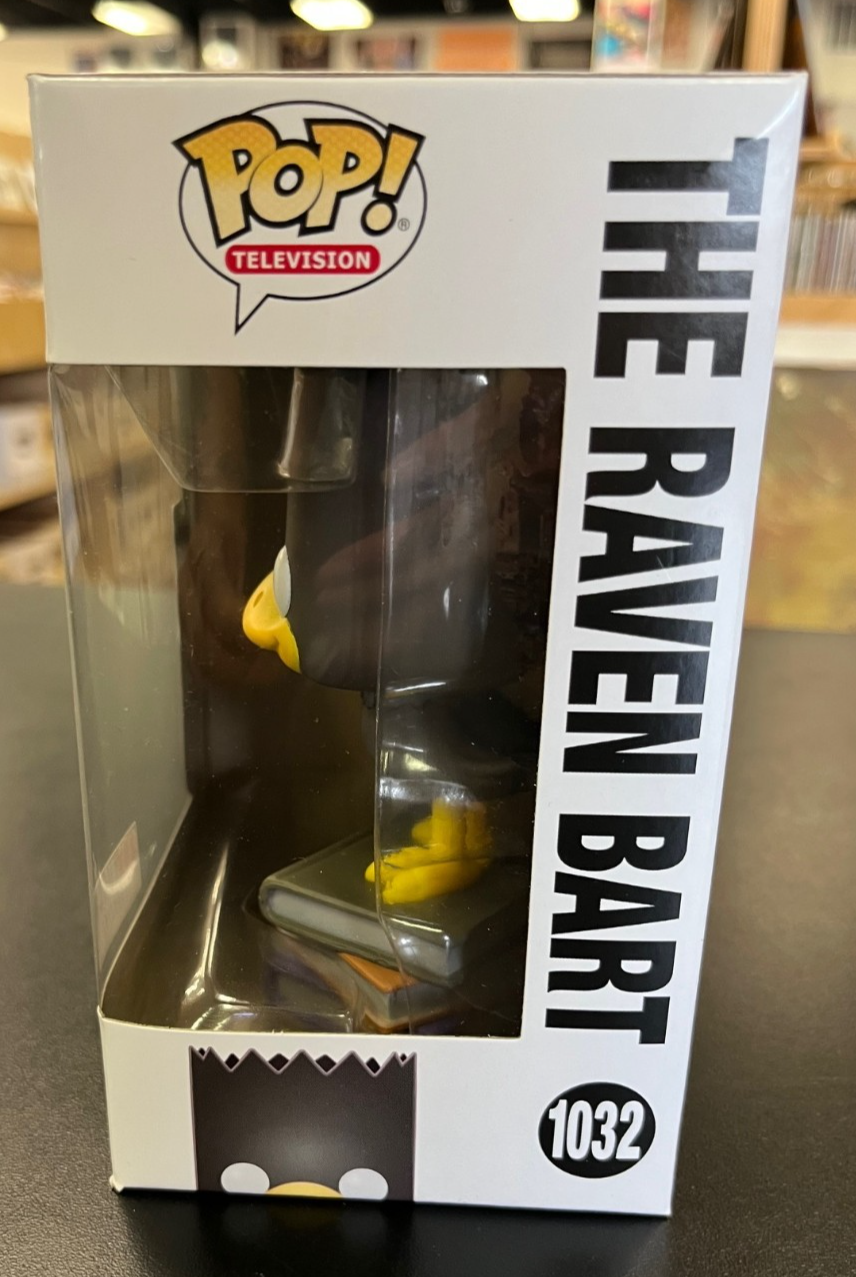 POP!®
TELEVISION
THE RAVEN BART
1032